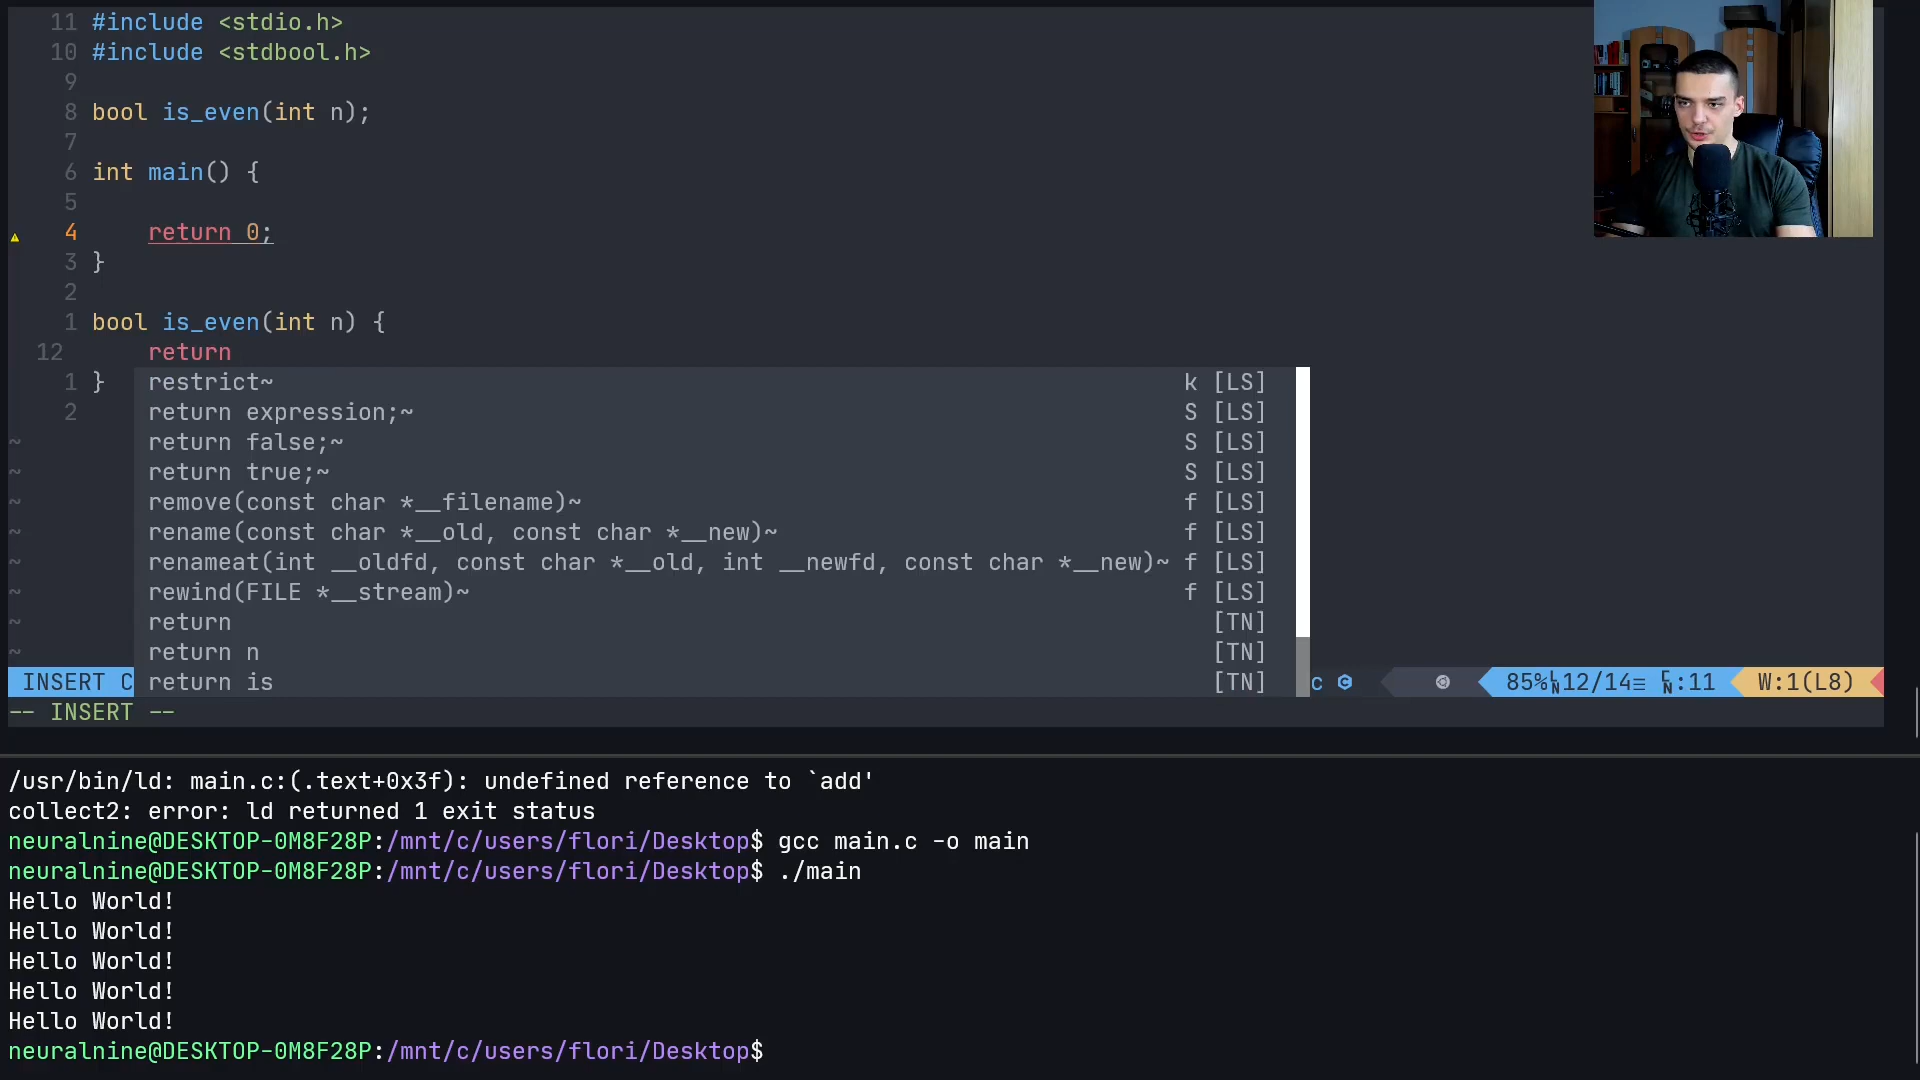 11 #include <stdio.h>
10 #include <stdbool.h>
9
8 bool is_even(int n);
7
6 int main() {
5
4 return 0;
3 }
2
1 bool is_even(int n) {
12 return
1 } restrict~ k [LS]
2 return expression;~ S [LS]
~ return false;~ S [LS]
~ return true;~ S [LS]
~ remove(const char *__filename)~ f [LS]
~ rename(const char *__old, const char *__new)~ f [LS]
~ renameat(int __oldfd, const char *__old, int __newfd, const char *__new)~ f [LS]
~ rewind(FILE *__stream)~ f [LS]
~ return [TN]
~ return n [TN]
INSERT C return is [TN] c 85% 12/14 :11 W:1(L8)
-- INSERT --
/usr/bin/ld: main.c:(.text+0x3f): undefined reference to `add'
collect2: error: ld returned 1 exit status
neuralnine@DESKTOP-0M8F28P:/mnt/c/users/flori/Desktop$ gcc main.c -o main
neuralnine@DESKTOP-0M8F28P:/mnt/c/users/flori/Desktop$ ./main
Hello World!
Hello World!
Hello World!
Hello World!
Hello World!
neuralnine@DESKTOP-0M8F28P:/mnt/c/users/flori/Desktop$